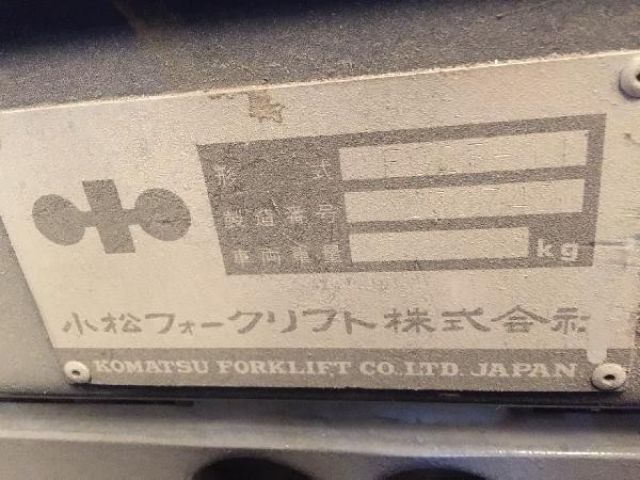 形式
製造番号
車両重量 kg
小松フォークリフト株式会社
KOMATSU FORKLIFT CO. LTD. JAPAN